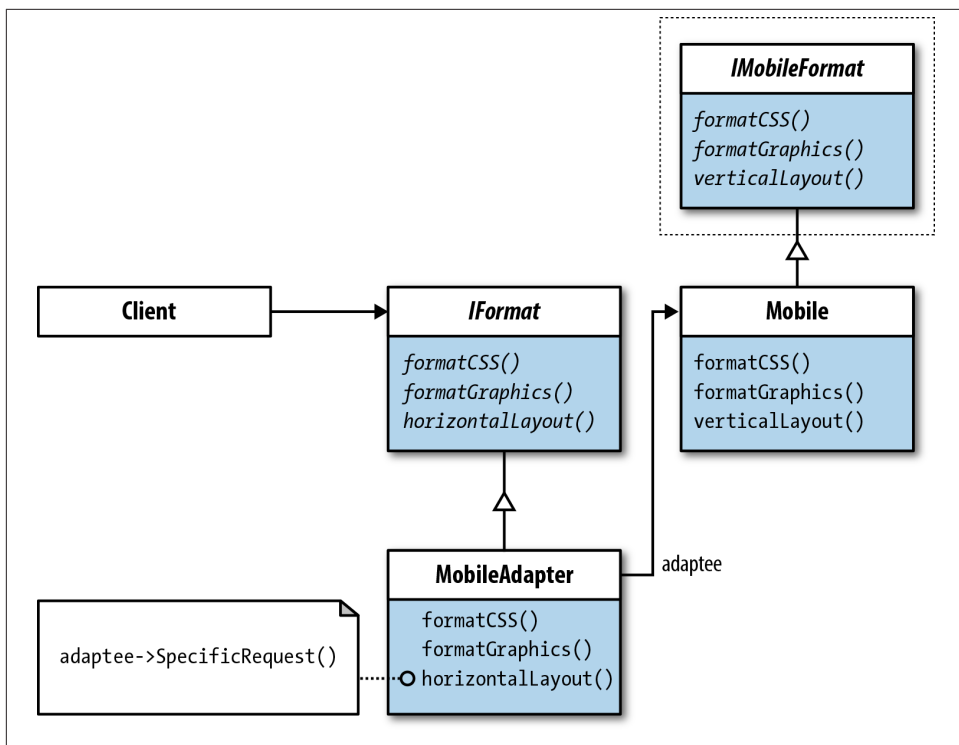 IMobileFormat
formatCSS()
formatGraphics()
verticalLayout()
Client
IFormat
formatCSS()
formatGraphics()
horizontalLayout()
Mobile
formatCSS()
formatGraphics()
verticalLayout()
MobileAdapter
formatCSS()
formatGraphics()
horizontalLayout()
adaptee
adaptee->SpecificRequest()